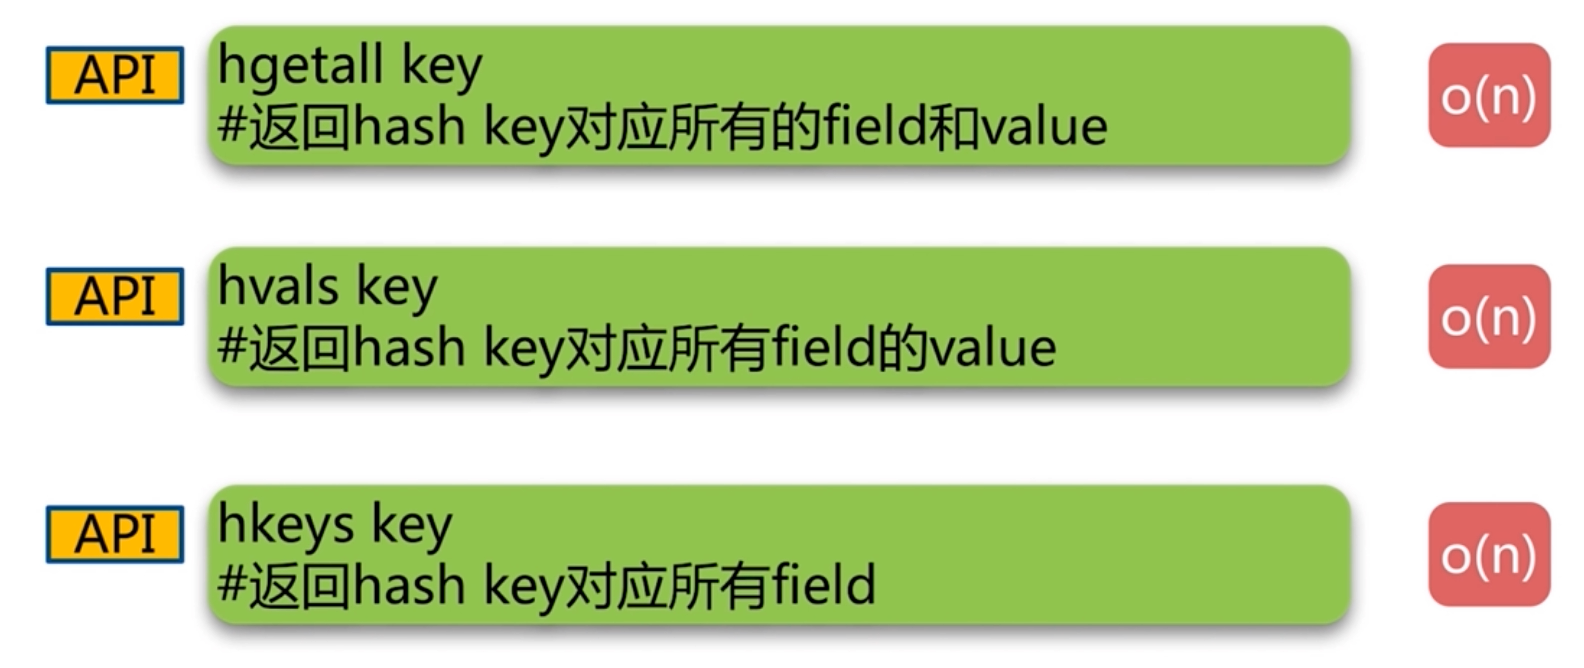 API
hgetall key
#返回hash key对应所有的field和value
o(n)
API
hvals key
#返回hash key对应所有field的value
o(n)
API
hkeys key
#返回hash key对应所有field
o(n)